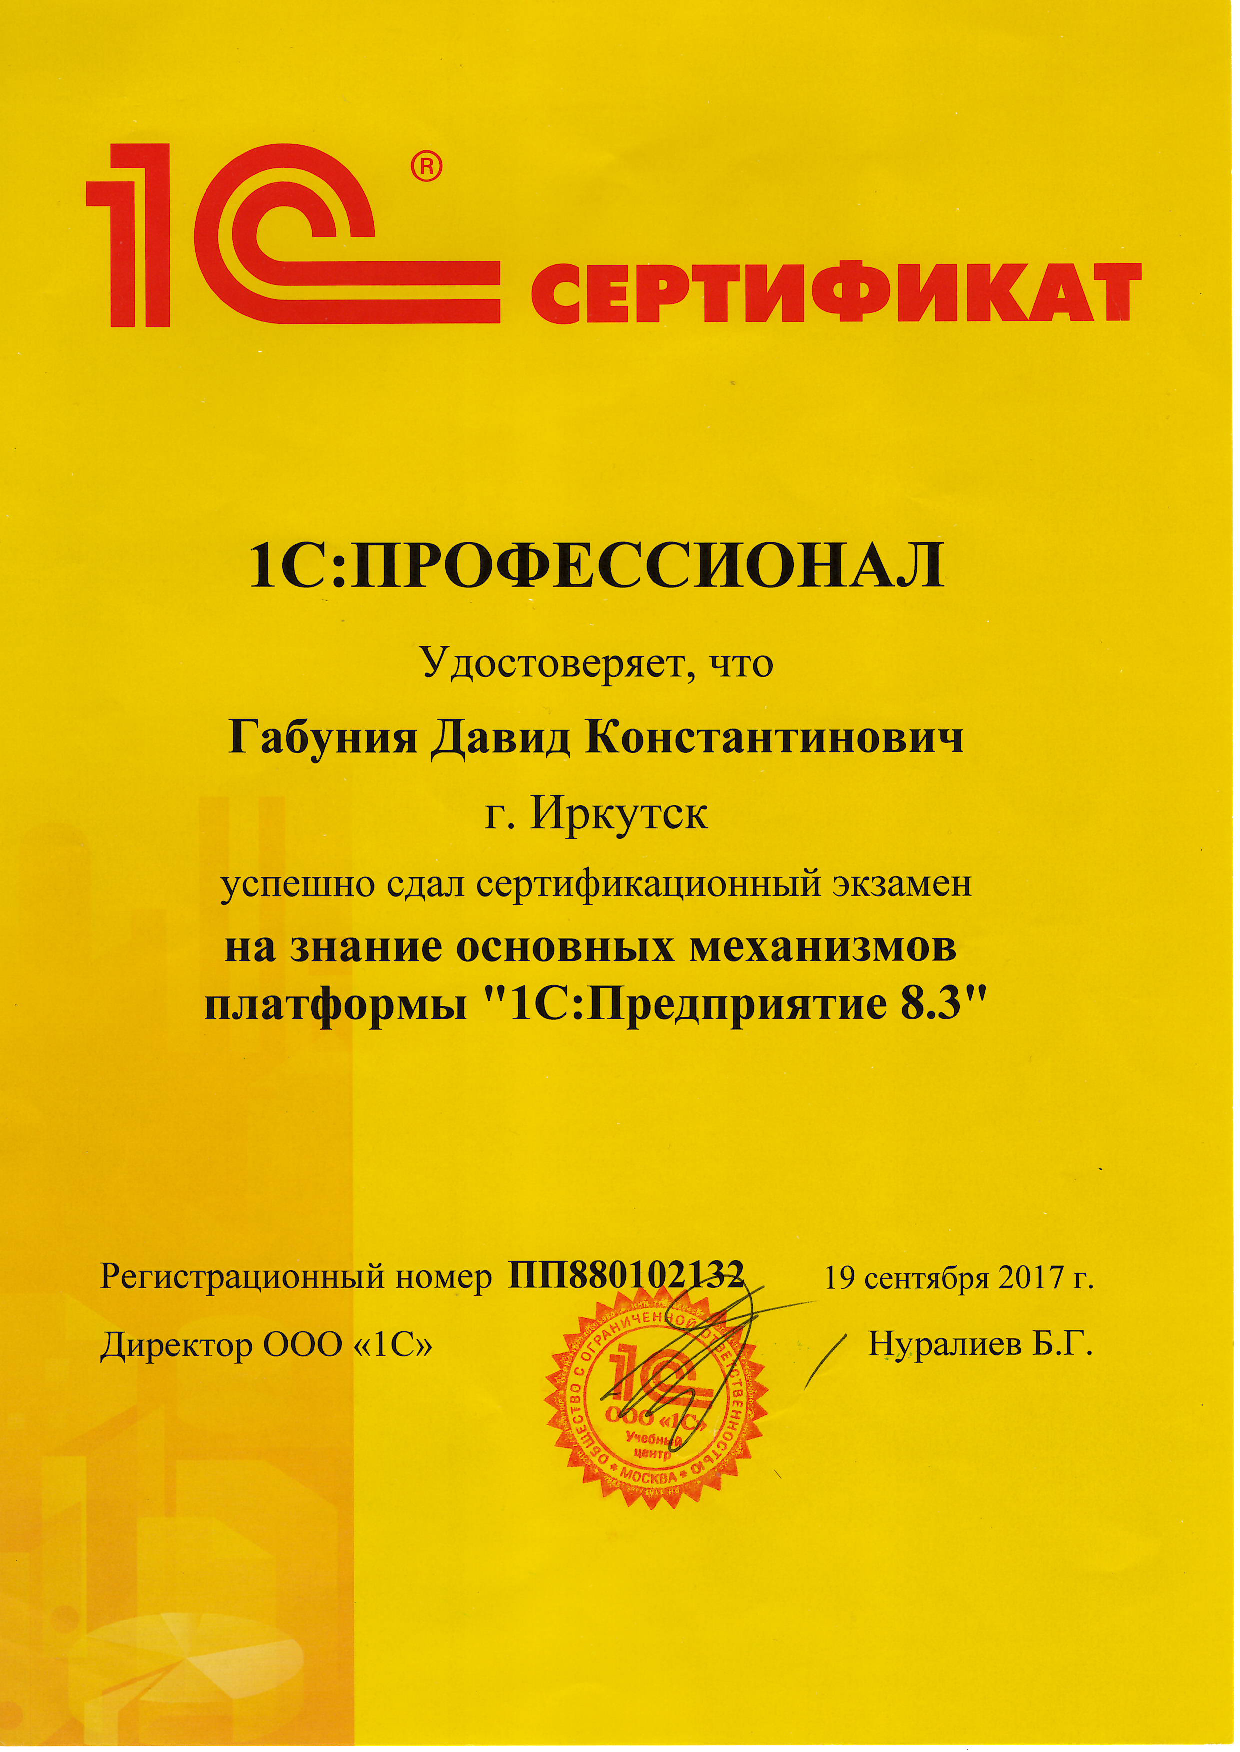 1С® СЕРТИФИКАТ
1С:ПРОФЕССИОНАЛ
Удостоверяет, что
Габуния Давид Константинович
г. Иркутск
успешно сдал сертификационный экзамен
на знание основных механизмов
платформы "1С:Предприятие 8.3"
Регистрационный номер ПП880102132 19 сентября 2017 г.
Директор ООО «1С» / Нуралиев Б.Г.
ОБЩЕСТВО С ОГРАНИЧЕННОЙ ОТВЕТСТВЕННОСТЬЮ
1С
ООО «1С»
Учебный
центр
* МОСКВА *